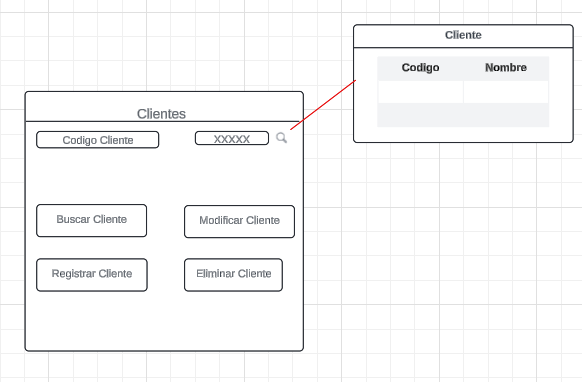 Cliente
Codigo Nombre
Clientes
Codigo Cliente XXXXX
Buscar Cliente Modificar Cliente
Registrar Cliente Eliminar Cliente